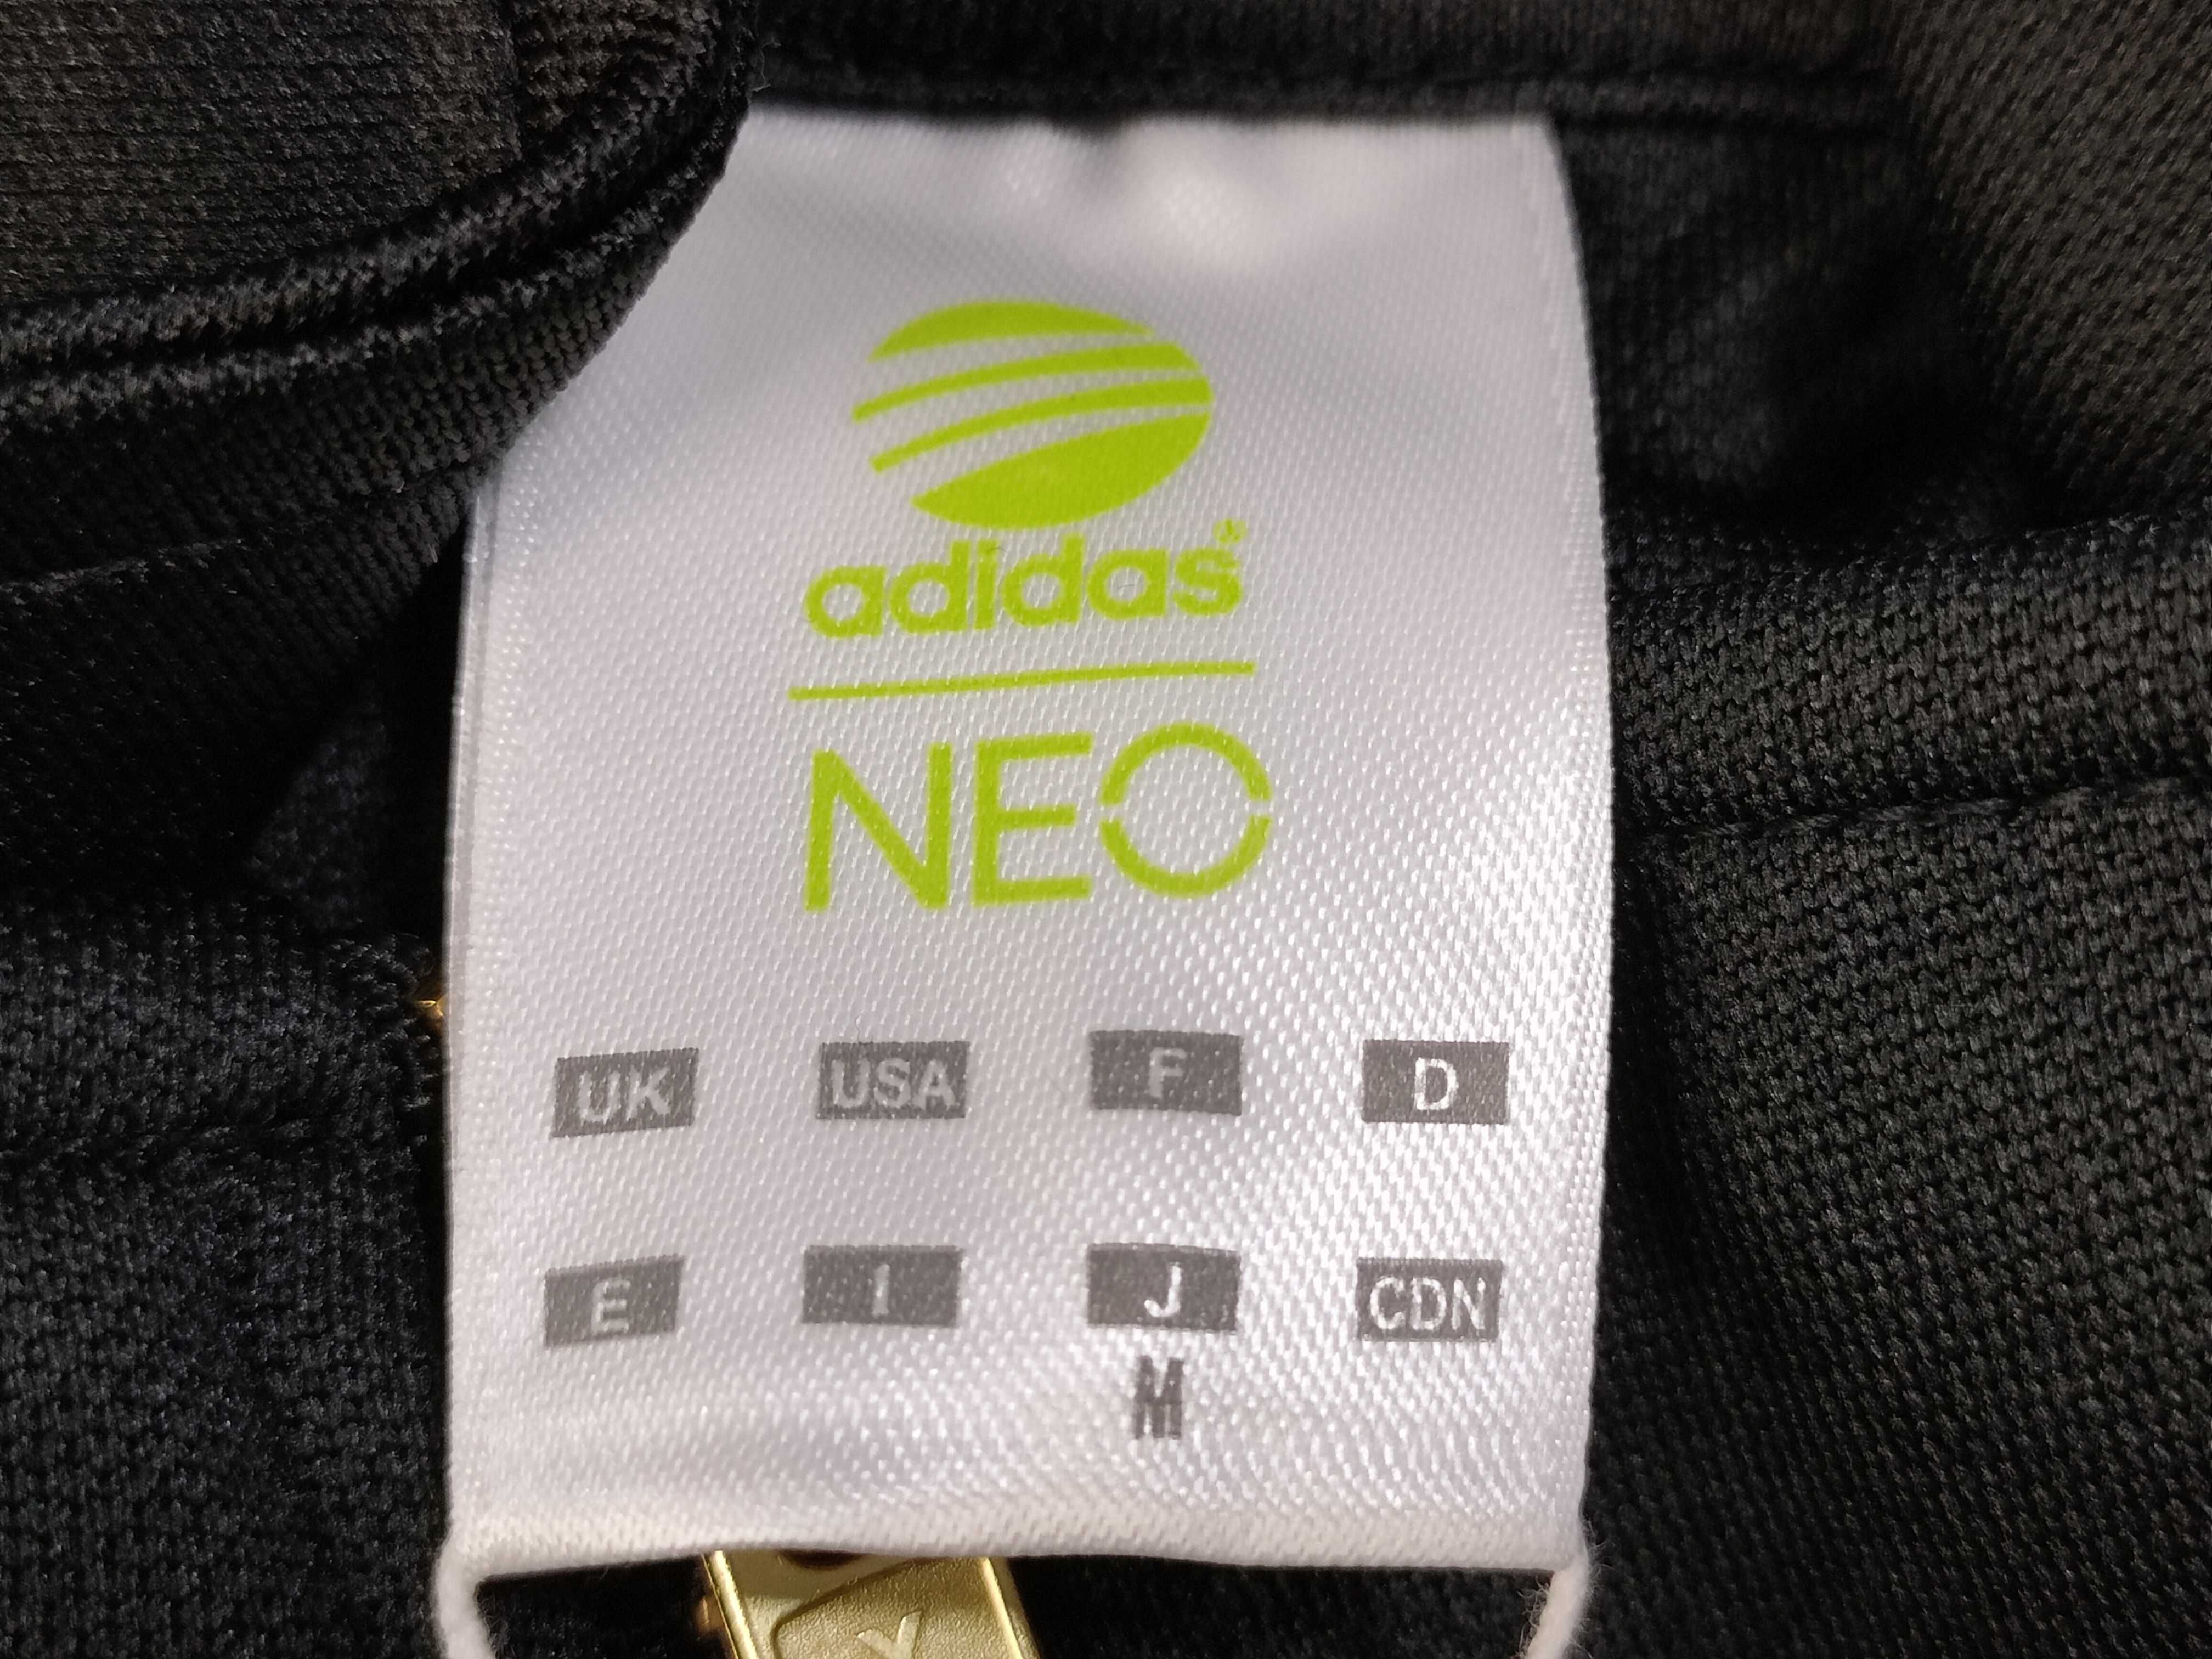 adidas®
NEO
UK USA F D
E I J CDN
M
Y